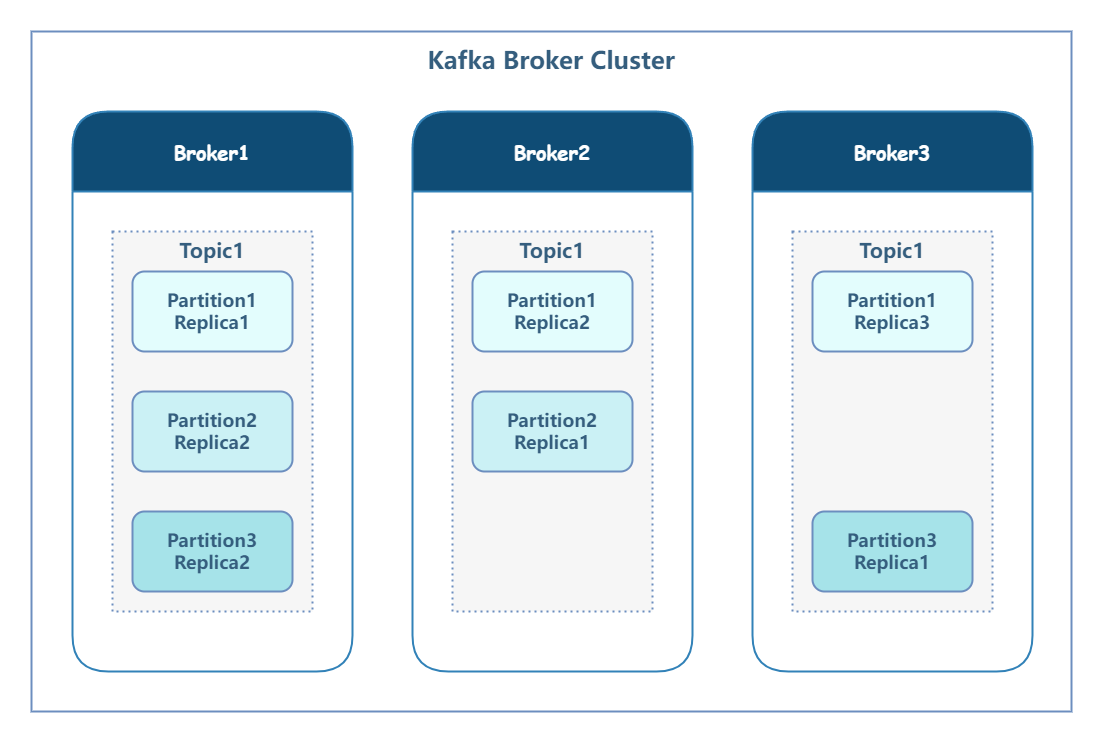 Kafka Broker Cluster
Broker1
Topic1
Partition1
Replica1
Partition2
Replica2
Partition3
Replica2
Broker2
Topic1
Partition1
Replica2
Partition2
Replica1
Broker3
Topic1
Partition1
Replica3
Partition3
Replica1